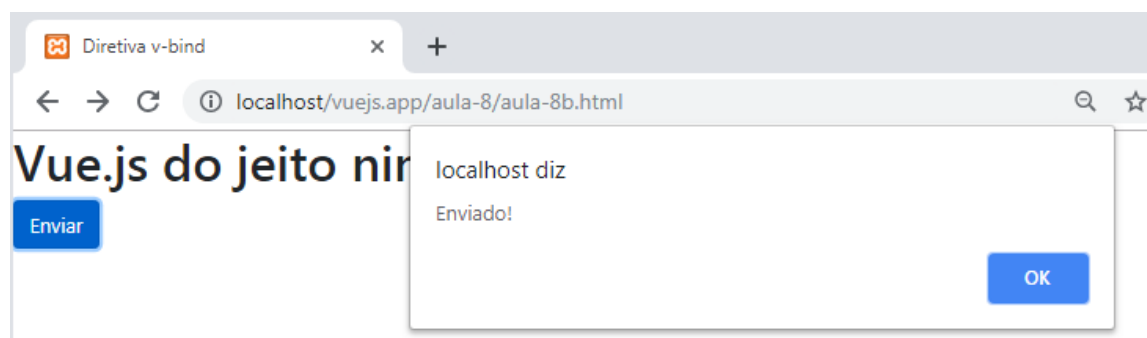 Diretiva v-bind
localhost/vuejs.app/aula-8/aula-8b.html
Vue.js do jeito
localhost diz
Enviado!
Enviar
OK